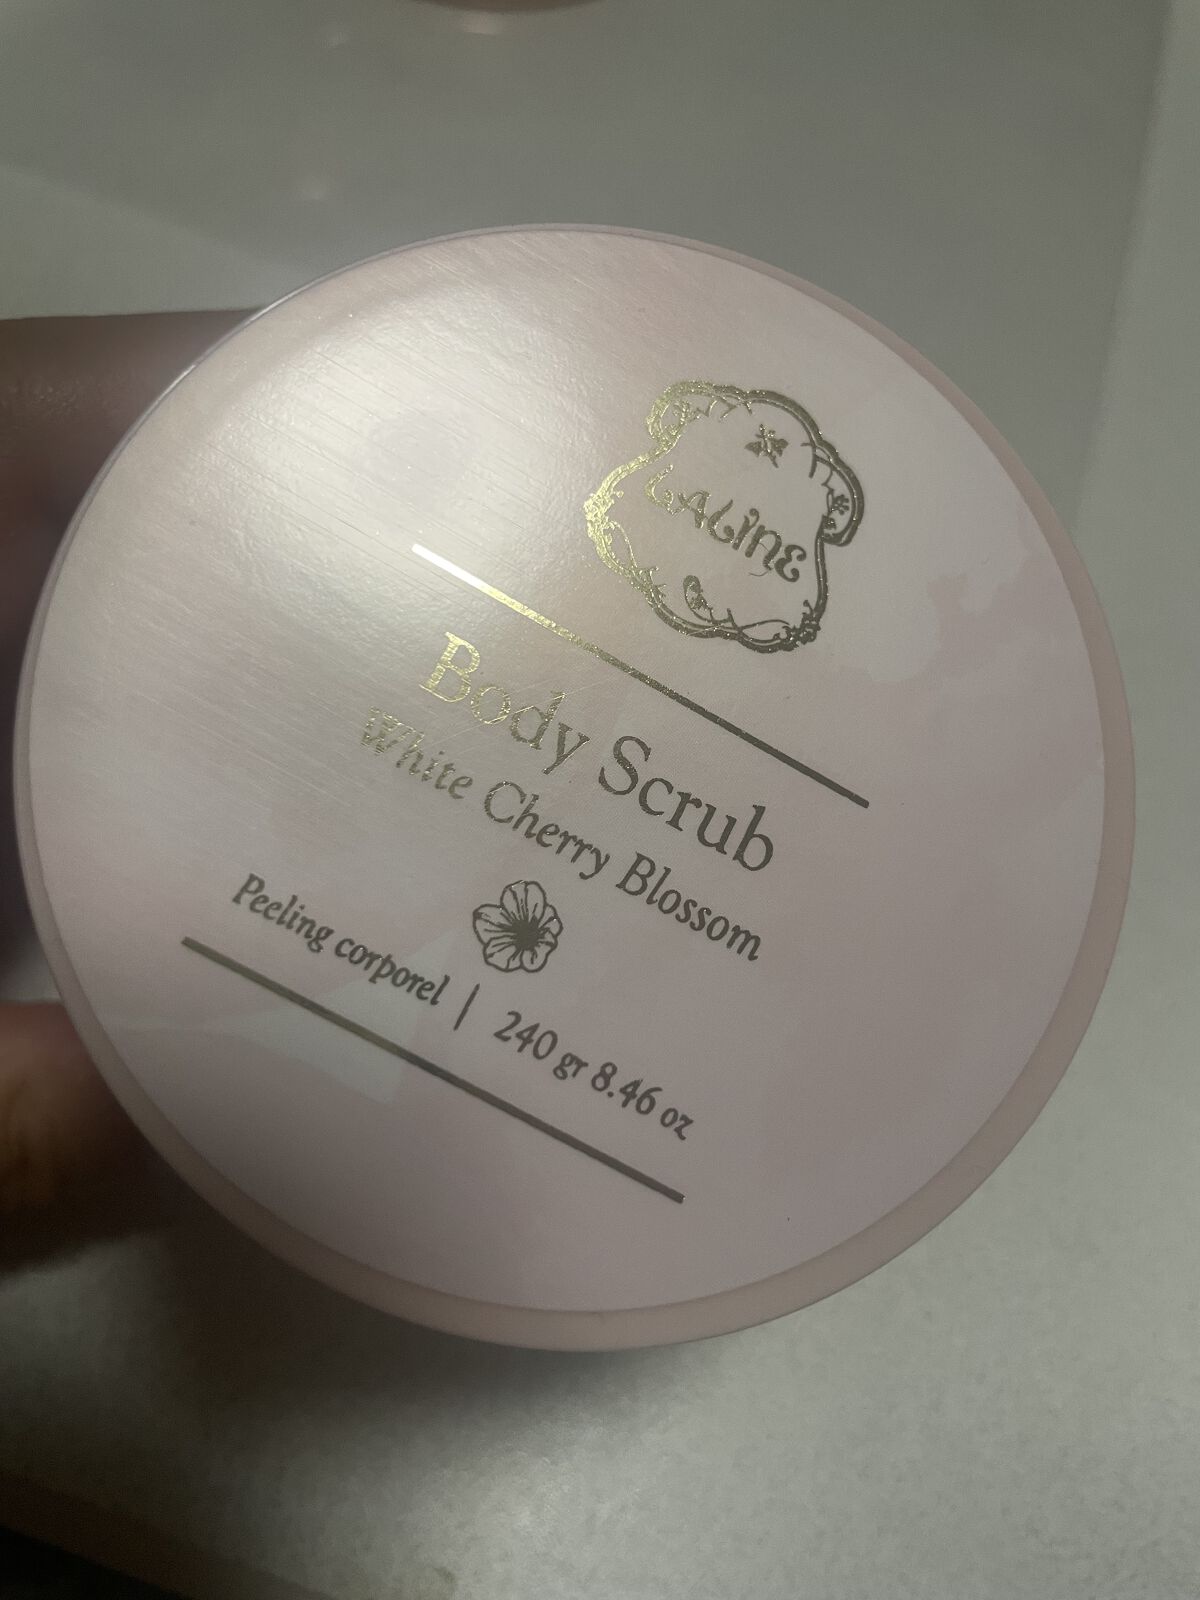 LALINE
Body Scrub
White Cherry Blossom
Peeling corporel | 240 gr 8.46 oz